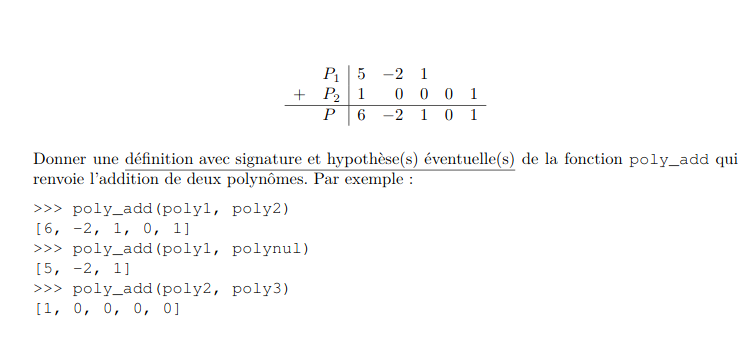 P1 5 −2 1
+ P2 1 0 0 0 1
P 6 −2 1 0 1
Donner une définition avec signature et hypothèse(s) éventuelle(s) de la fonction poly_add qui
renvoie l'addition de deux polynômes. Par exemple :
>>> poly_add(poly1, poly2)
[6, -2, 1, 0, 1]
>>> poly_add(poly1, polynul)
[5, -2, 1]
>>> poly_add(poly2, poly3)
[1, 0, 0, 0, 0]